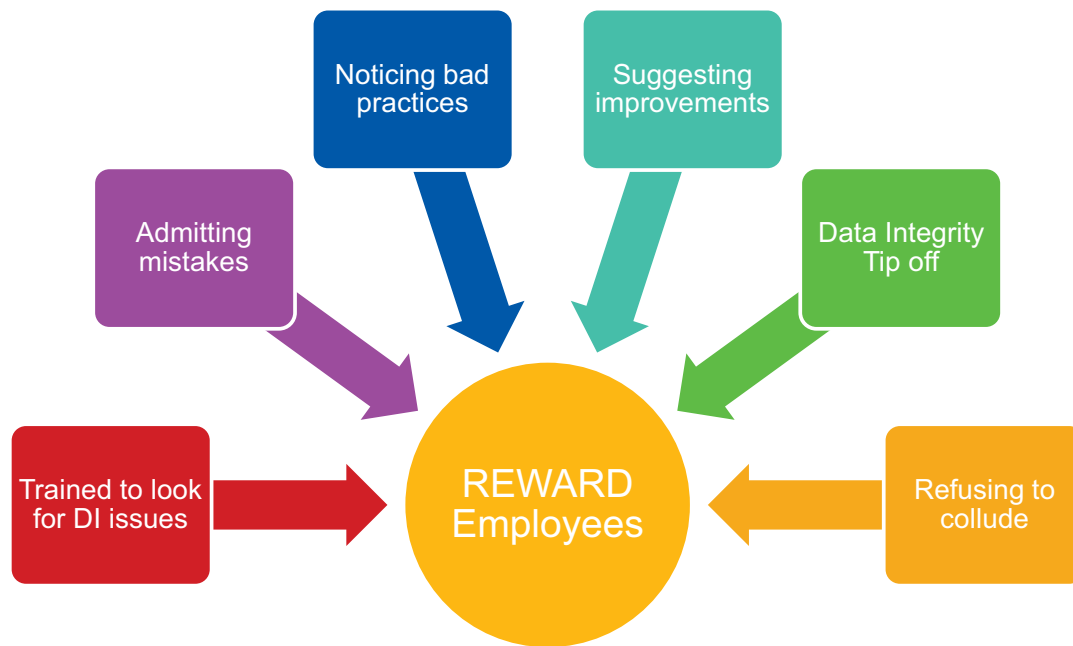 Noticing bad
practices
Suggesting
improvements
Admitting
mistakes
Data Integrity
Tip off
Trained to look
for DI issues
REWARD
Employees
Refusing to
collude